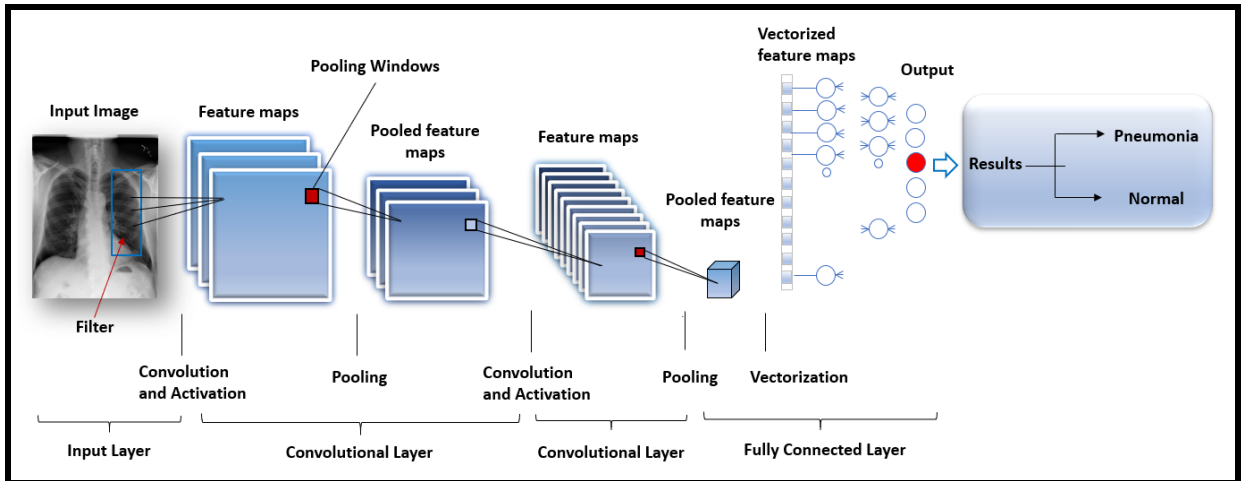 Vectorized
feature maps
Output
Pooling Windows
Input Image
Feature maps
Pooled feature
maps
Feature maps
Pooled feature
maps
Results
Pneumonia
Normal
Filter
Convolution
and Activation
Pooling
Convolution
and Activation
Pooling
Vectorization
Input Layer
Convolutional Layer
Convolutional Layer
Fully Connected Layer